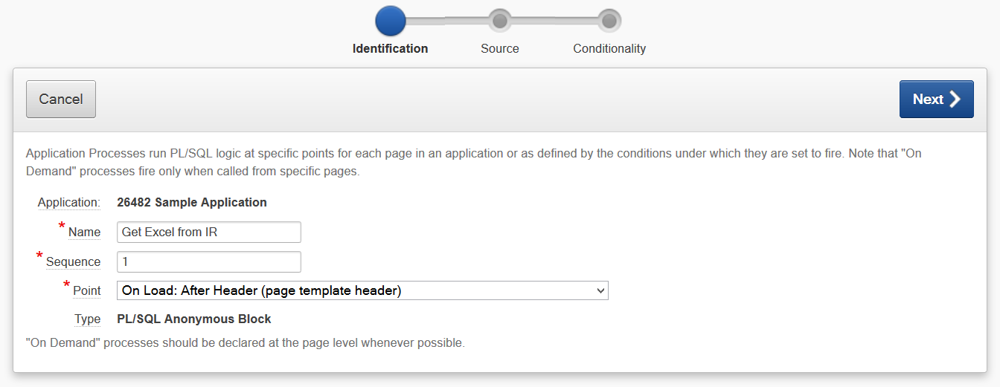 Identification Source Conditionality
Cancel
Next
Application Processes run PL/SQL logic at specific points for each page in an application or as defined by the conditions under which they are set to fire. Note that "On
Demand" processes fire only when called from specific pages.
Application: 26482 Sample Application
* Name Get Excel from IR
* Sequence 1
* Point On Load: After Header (page template header)
Type PL/SQL Anonymous Block
"On Demand" processes should be declared at the page level whenever possible.